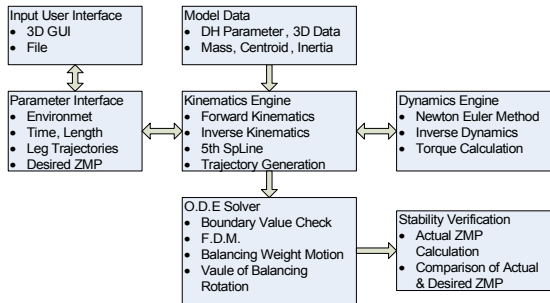 Input User Interface
• 3D GUI
• File
Model Data
• DH Parameter, 3D Data
• Mass, Centroid, Inertia
Parameter Interface
• Environmet
• Time, Length
• Leg Trajectories
• Desired ZMP
Kinematics Engine
• Forward Kinematics
• Inverse Kinematics
• 5th SpLine
• Trajectory Generation
Dynamics Engine
• Newton Euler Method
• Inverse Dynamics
• Torque Calculation
O.D.E Solver
• Boundary Value Check
• F.D.M.
• Balancing Weight Motion
• Vaule of Balancing
Rotation
Stability Verification
• Actual ZMP
Calculation
• Comparison of Actual
& Desired ZMP